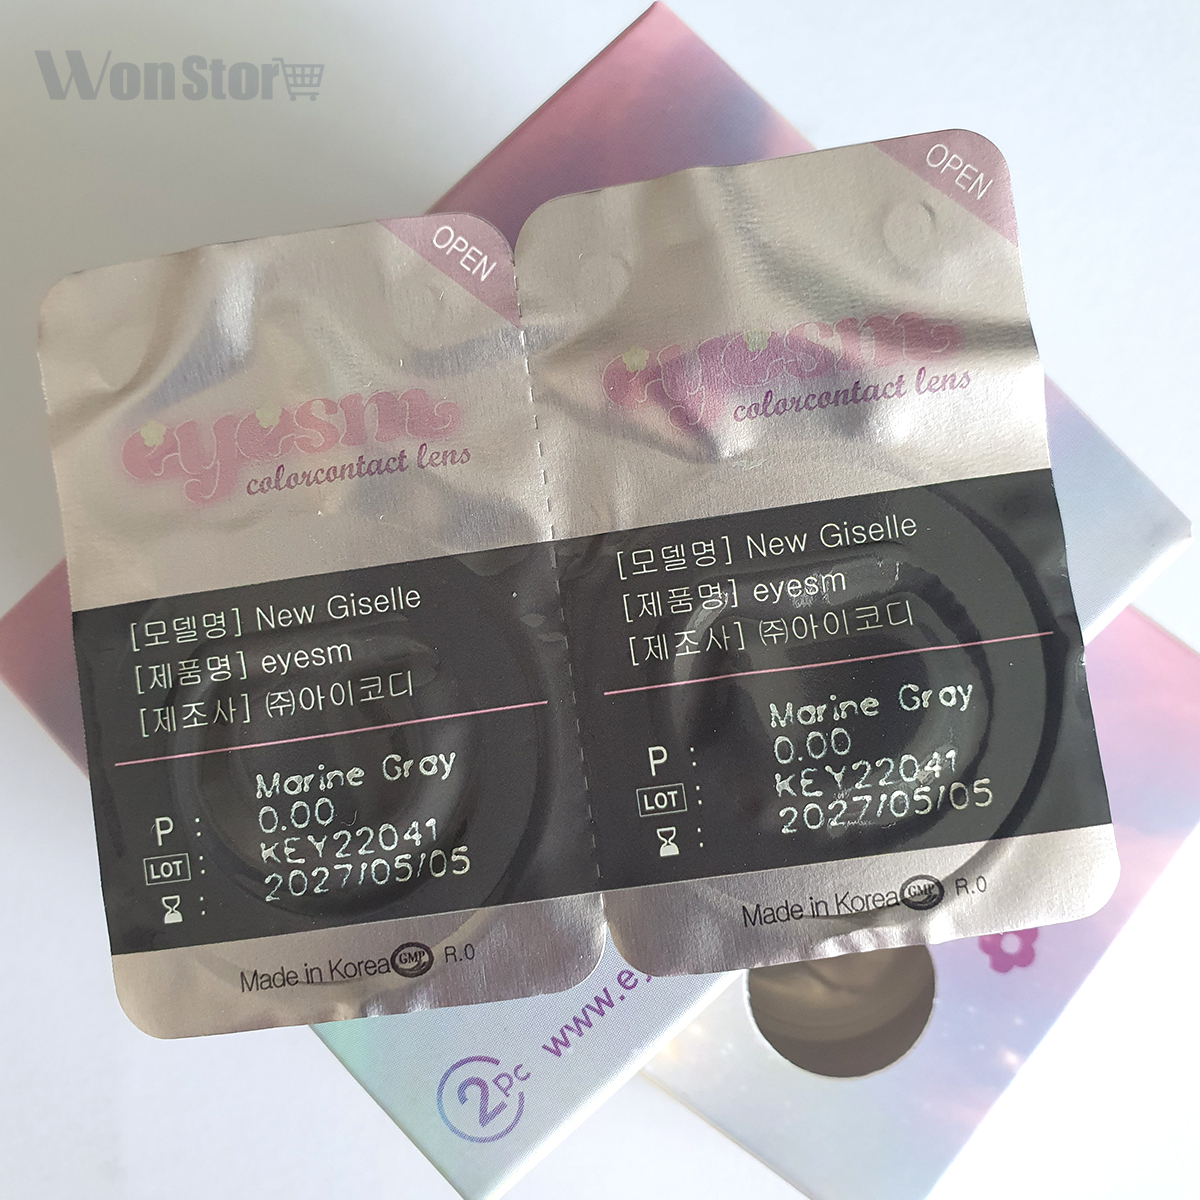 WonStor
OPEN
eyesm
colorcontact lens
[모델명] New Giselle
[제품명] eyesm
[제조사] ㈜아이코디
Marine Gray
P : 0.00
LOT : KEY22041
: 2027/05/05
Made in Korea GMP R.0
OPEN
eyesm
colorcontact lens
[모델명] New Giselle
[제품명] eyesm
[제조사] ㈜아이코디
Marine Gray
P : 0.00
LOT : KEY22041
: 2027/05/05
Made in Korea GMP R.0
2Pc